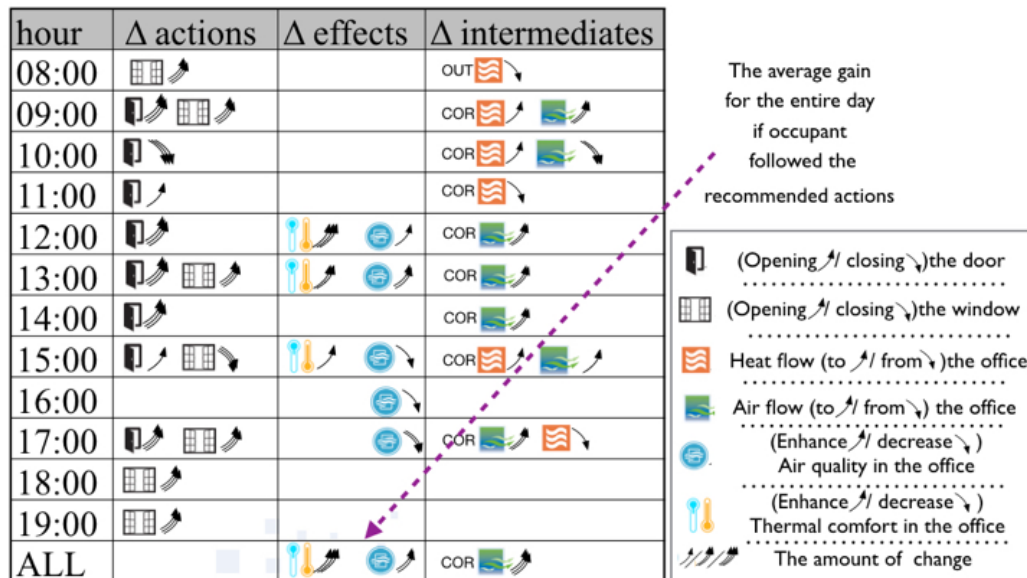 hour Δ actions Δ effects Δ intermediates
08:00 OUT
09:00 COR
10:00 COR
11:00 COR
12:00 COR
13:00 COR
14:00 COR
15:00 COR
16:00
17:00 COR
18:00
19:00
ALL COR
The average gain
for the entire day
if occupant
followed the
recommended actions
(Opening / closing )the door
(Opening / closing )the window
Heat flow (to / from )the office
Air flow (to / from ) the office
(Enhance / decrease )
Air quality in the office
(Enhance / decrease )
Thermal comfort in the office
The amount of change